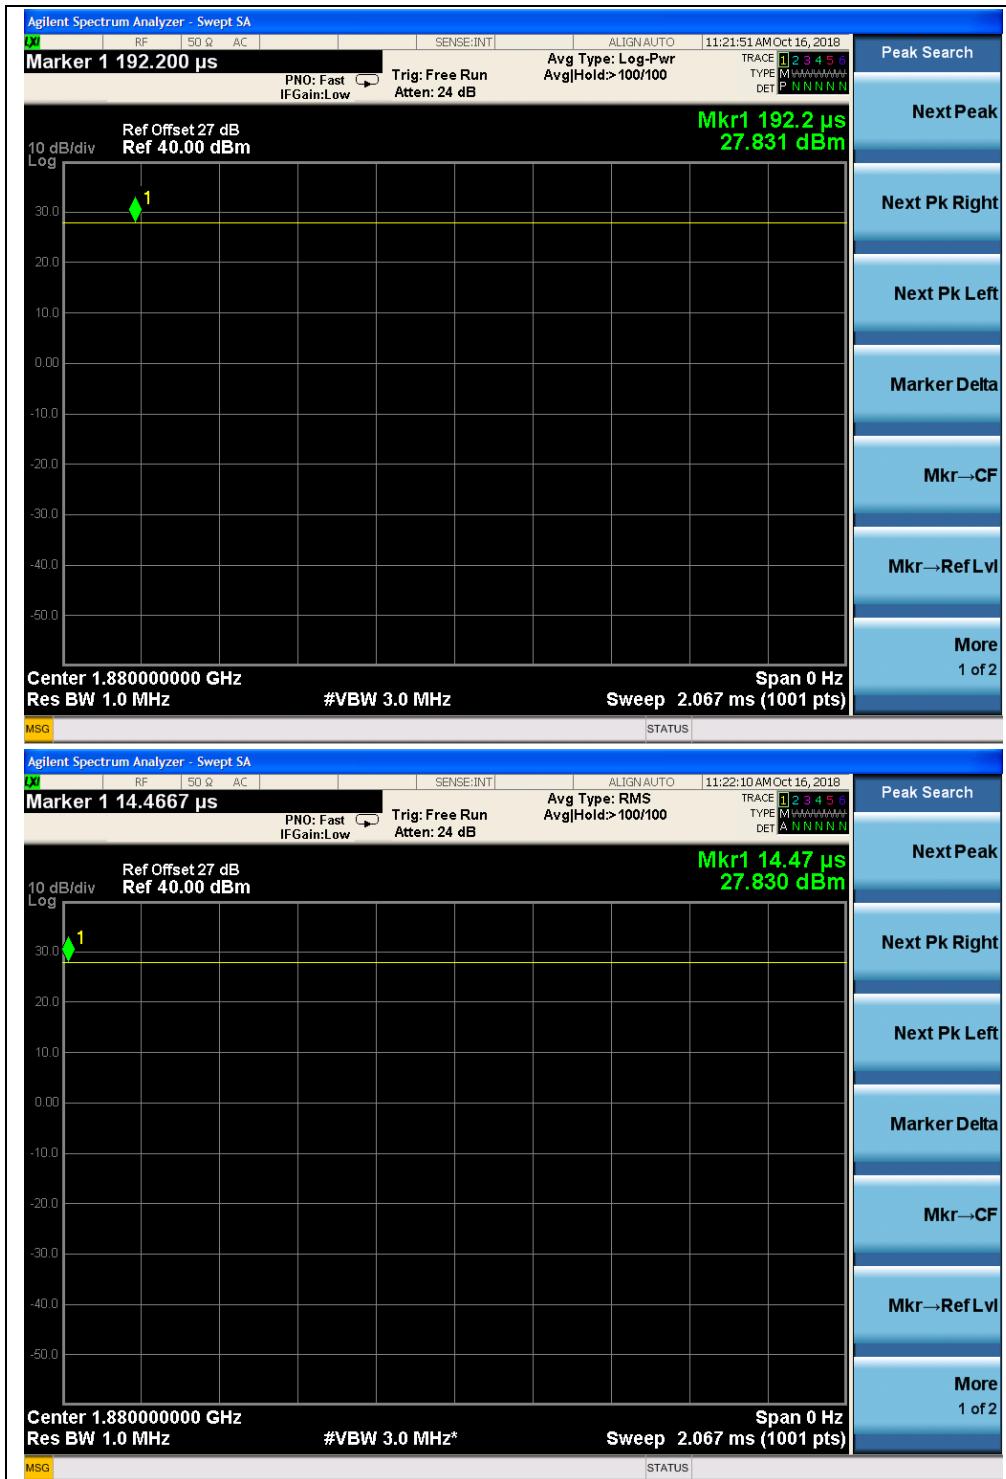 Agilent Spectrum Analyzer - Swept SA
LXI RF 50 Ω AC SENSE:INT ALIGN AUTO 11:21:51 AM Oct 16, 2018
Marker 1 192.200 µs
PNO: Fast
IFGain:Low
Trig: Free Run
Atten: 24 dB
Avg Type: Log-Pwr
Avg|Hold:>100/100
TRACE 1 2 3 4 5 6
TYPE M WWWWW
DET P N N N N N
Peak Search
Mkr1 192.2 µs
27.831 dBm
Ref Offset 27 dB
10 dB/div Ref 40.00 dBm
Log
30.0
20.0
10.0
0.00
-10.0
-20.0
-30.0
-40.0
-50.0
1
Center 1.880000000 GHz Span 0 Hz
Res BW 1.0 MHz #VBW 3.0 MHz Sweep 2.067 ms (1001 pts)
Next Peak
Next Pk Right
Next Pk Left
Marker Delta
Mkr→CF
Mkr→Ref Lvl
More
1 of 2
MSG STATUS
Agilent Spectrum Analyzer - Swept SA
LXI RF 50 Ω AC SENSE:INT ALIGN AUTO 11:22:10 AM Oct 16, 2018
Marker 1 14.4667 µs
PNO: Fast
IFGain:Low
Trig: Free Run
Atten: 24 dB
Avg Type: RMS
Avg|Hold:>100/100
TRACE 1 2 3 4 5 6
TYPE M WWWWW
DET A N N N N N
Peak Search
Mkr1 14.47 µs
27.830 dBm
Ref Offset 27 dB
10 dB/div Ref 40.00 dBm
Log
30.0
20.0
10.0
0.00
-10.0
-20.0
-30.0
-40.0
-50.0
1
Center 1.880000000 GHz Span 0 Hz
Res BW 1.0 MHz #VBW 3.0 MHz* Sweep 2.067 ms (1001 pts)
Next Peak
Next Pk Right
Next Pk Left
Marker Delta
Mkr→CF
Mkr→Ref Lvl
More
1 of 2
MSG STATUS